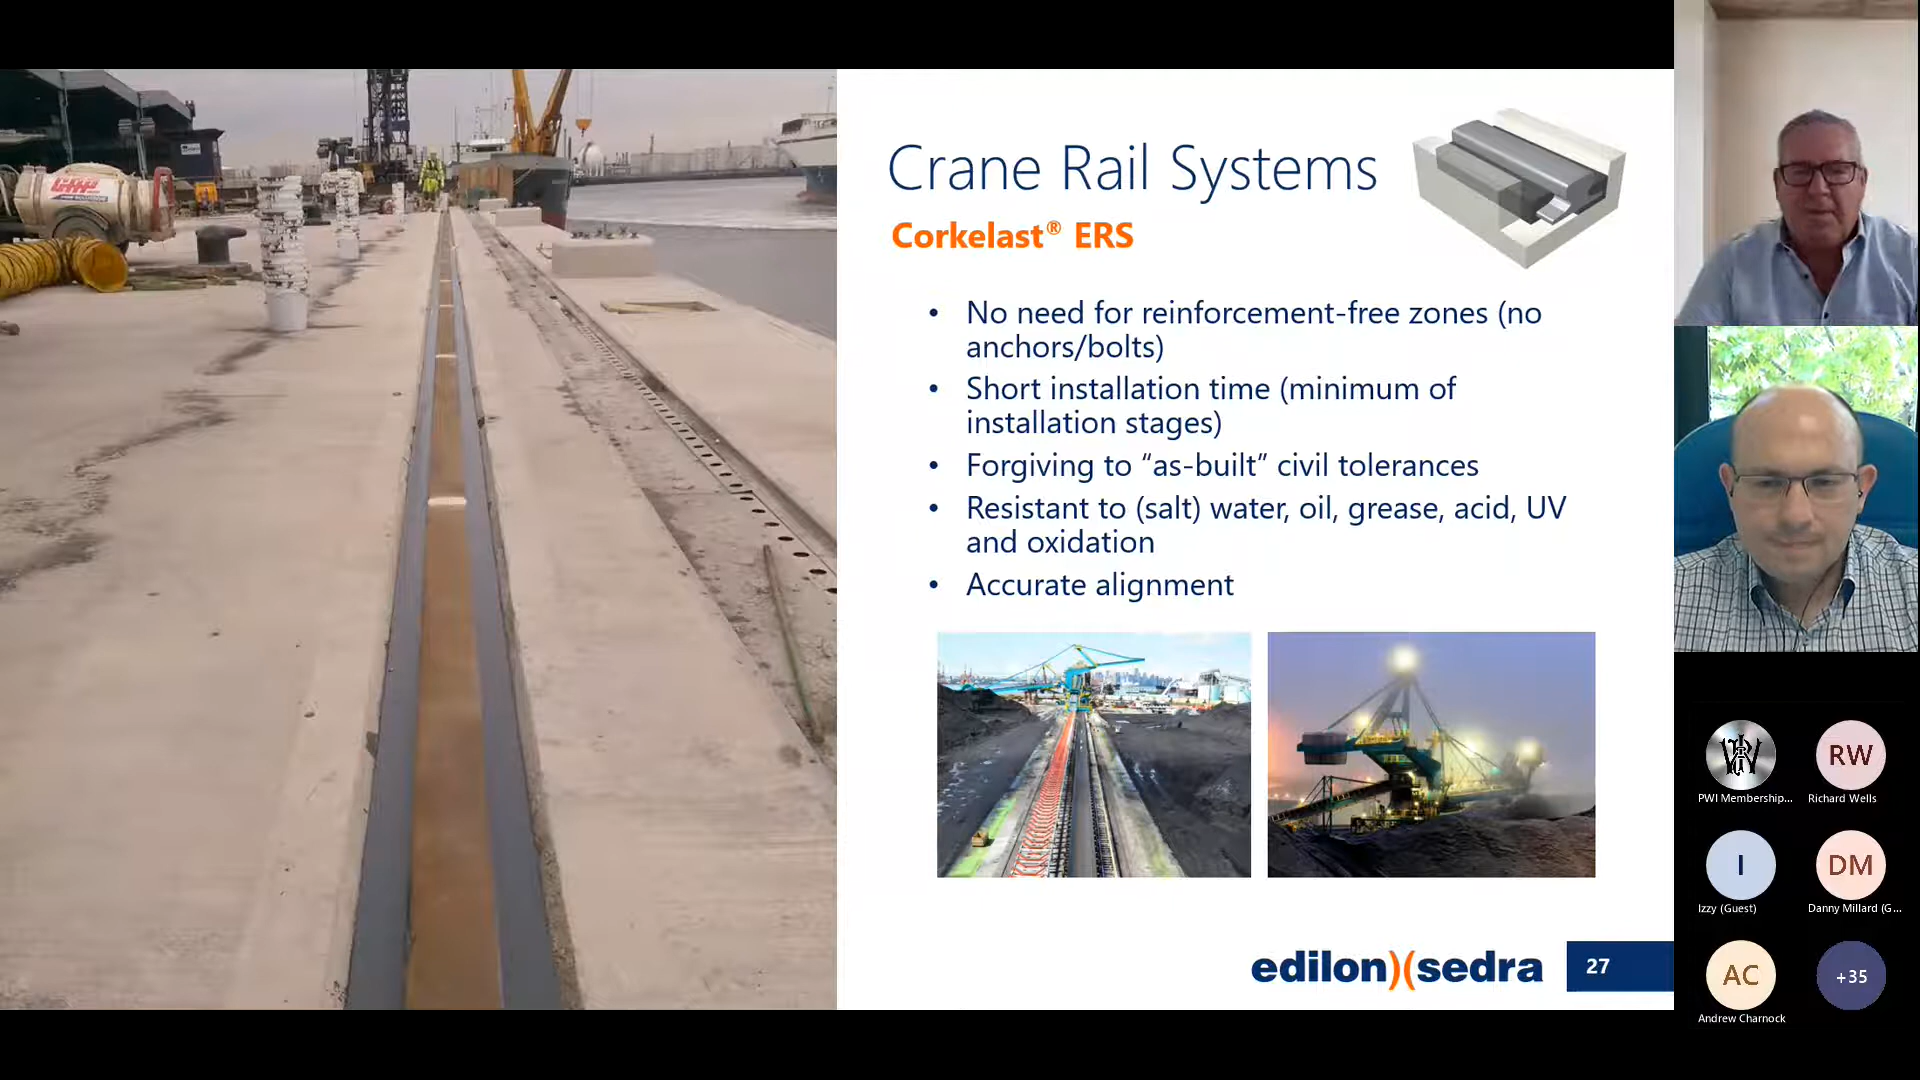 Crane Rail Systems
Corkelast® ERS
• No need for reinforcement-free zones (no
anchors/bolts)
• Short installation time (minimum of
installation stages)
• Forgiving to “as-built” civil tolerances
• Resistant to (salt) water, oil, grease, acid, UV
and oxidation
• Accurate alignment
edilon)(sedra
27
RW
PWI Membership...
Richard Wells
I
DM
Izzy (Guest)
Danny Millard (G...
AC
+35
Andrew Charnock